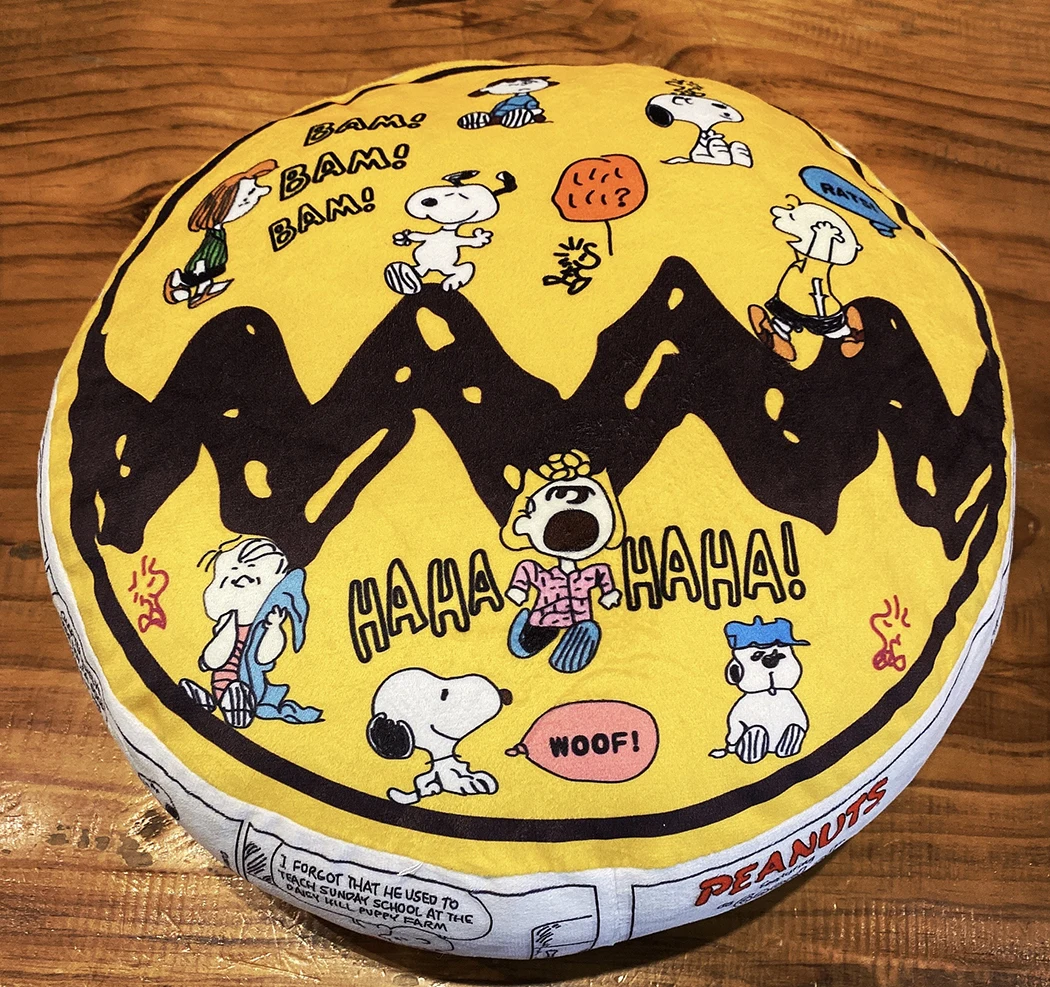 BAM!
BAM!
BAM!
?
RATS!
HAHA HAHA!
WOOF!
I FORGOT THAT HE USED TO
TEACH SUNDAY SCHOOL AT THE
DAISY HILL PUPPY FARM
PEANUTS